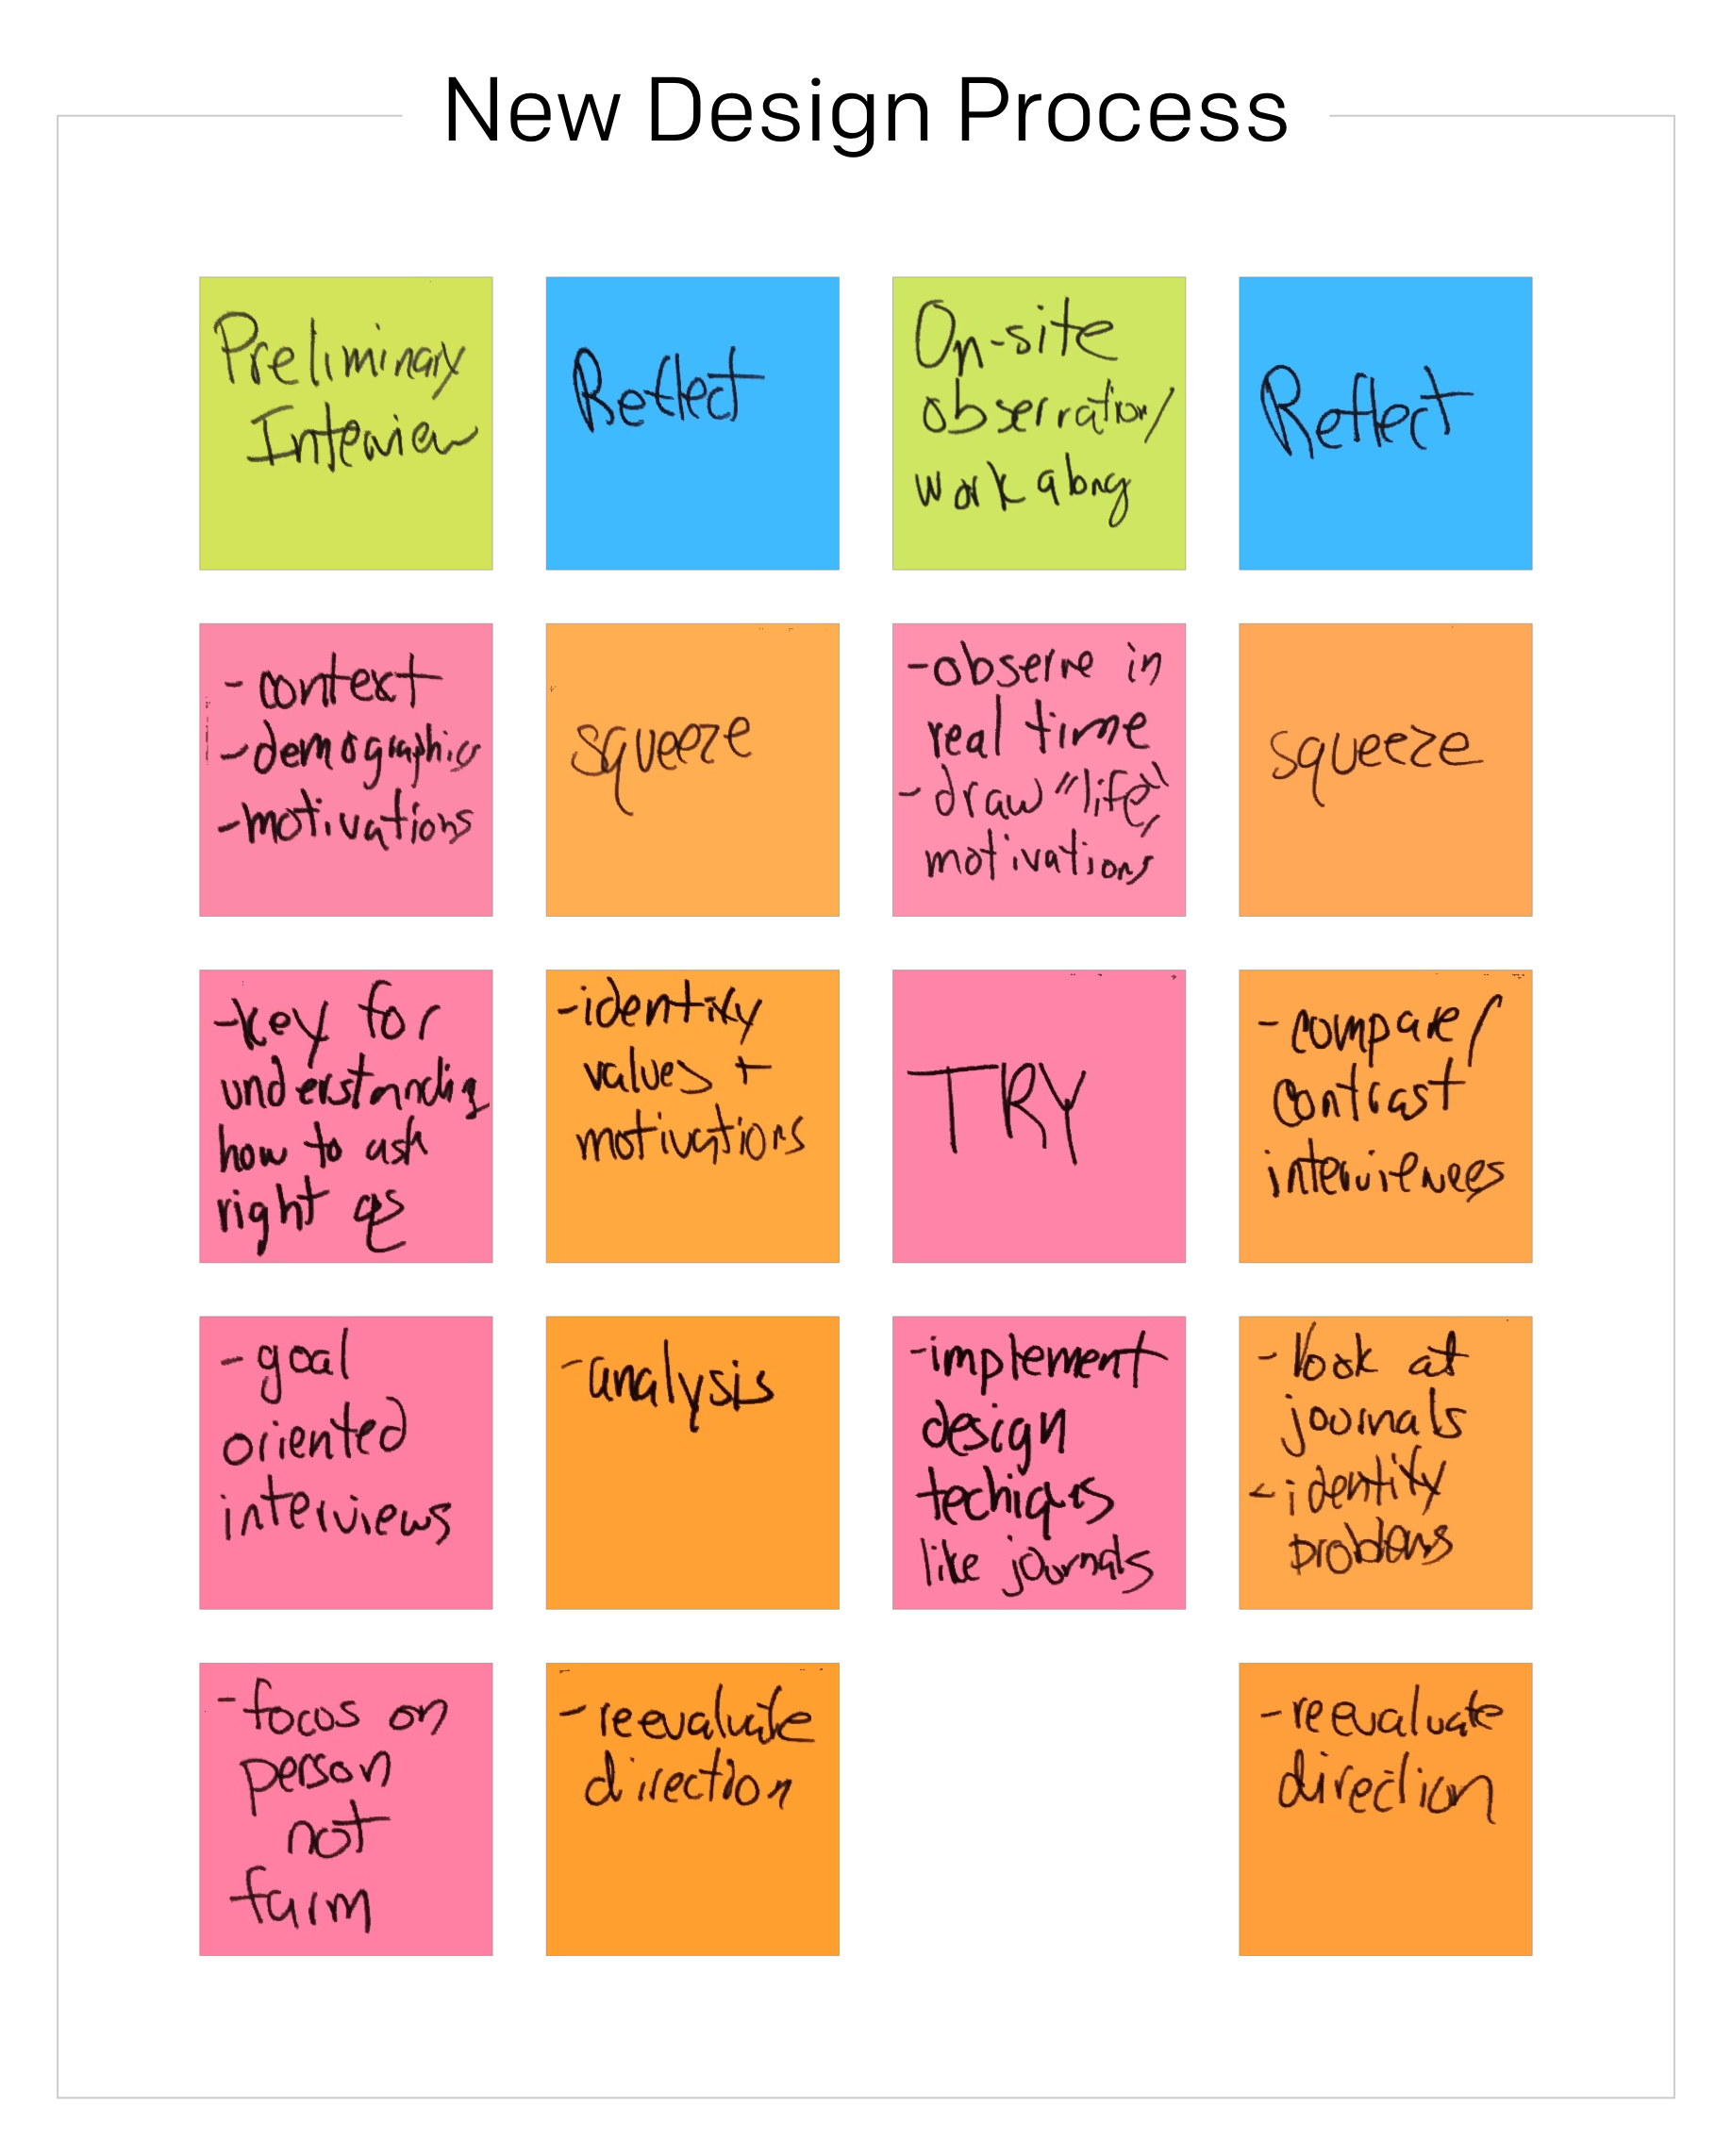 New Design Process
Preliminary
Interview
Reflect
On-site
observation/
work along
Reflect
- context
- demographics
- motivations
squeeze
- observe in
real time
- draw "life"
motivations
squeeze
- key for
understanding
how to ask
right qs
- identify
values +
motivations
TRY
- compare/
contrast
interviewees
- goal
oriented
interviews
- analysis
- implement
design
techiques
like journals
- look at
journals
- identify
problems
- focus on
person
not
farm
- reevaluate
direction
- reevaluate
direction